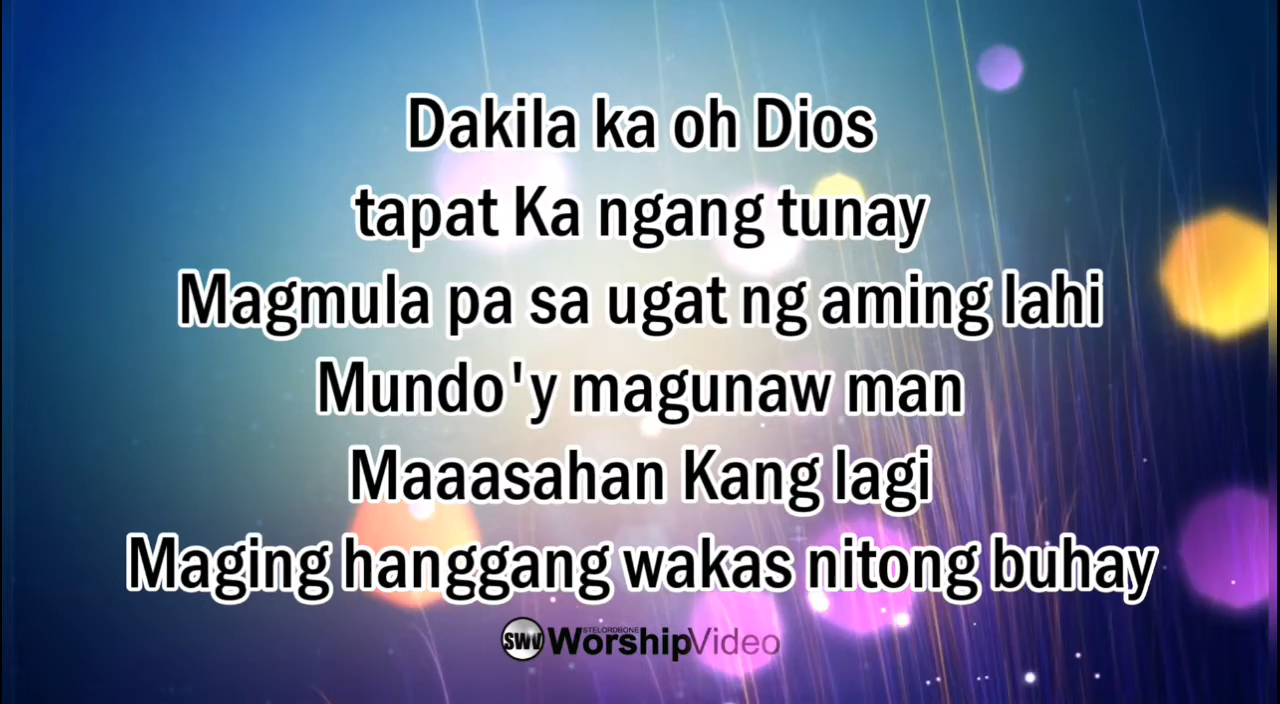 Dakila ka oh Dios
tapat Ka ngang tunay
Magmula pa sa ugat ng aming lahi
Mundo'y magunaw man
Maaasahan Kang lagi
Maging hanggang wakas nitong buhay
STELORDBONE
SWV WorshipVideo